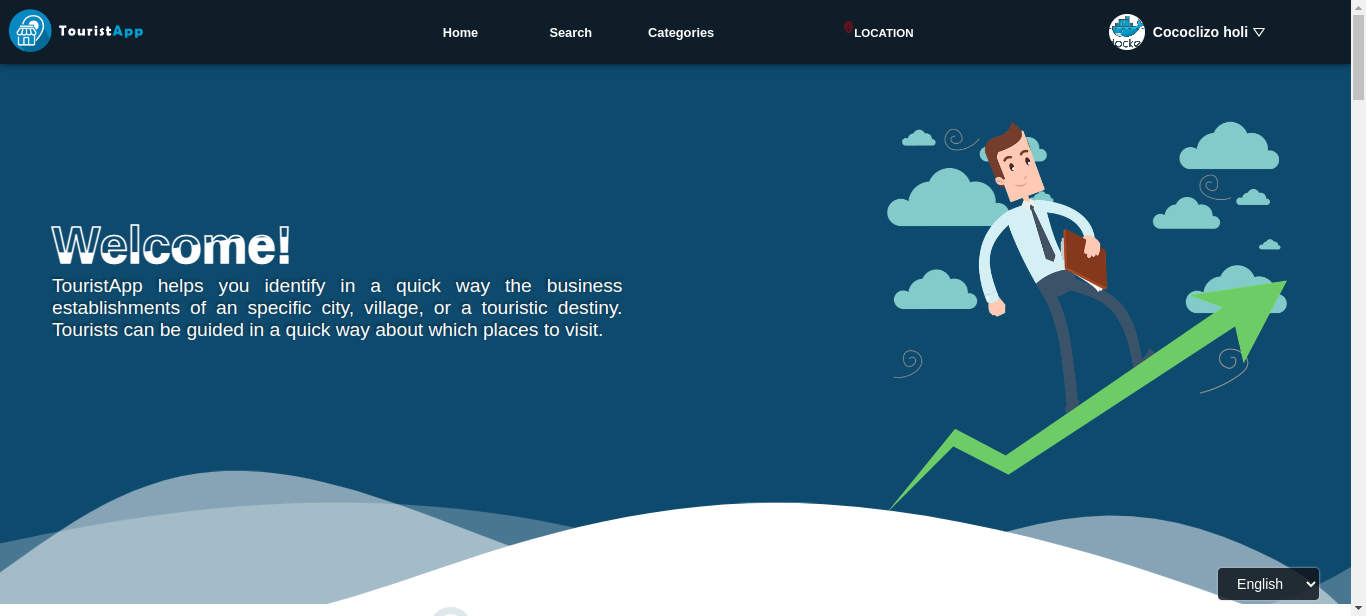 TouristApp
Home
Search
Categories
LOCATION
docke
Cococlizo holi
Welcome!
TouristApp helps you identify in a quick way the business
establishments of an specific city, village, or a touristic destiny.
Tourists can be guided in a quick way about which places to visit.
English